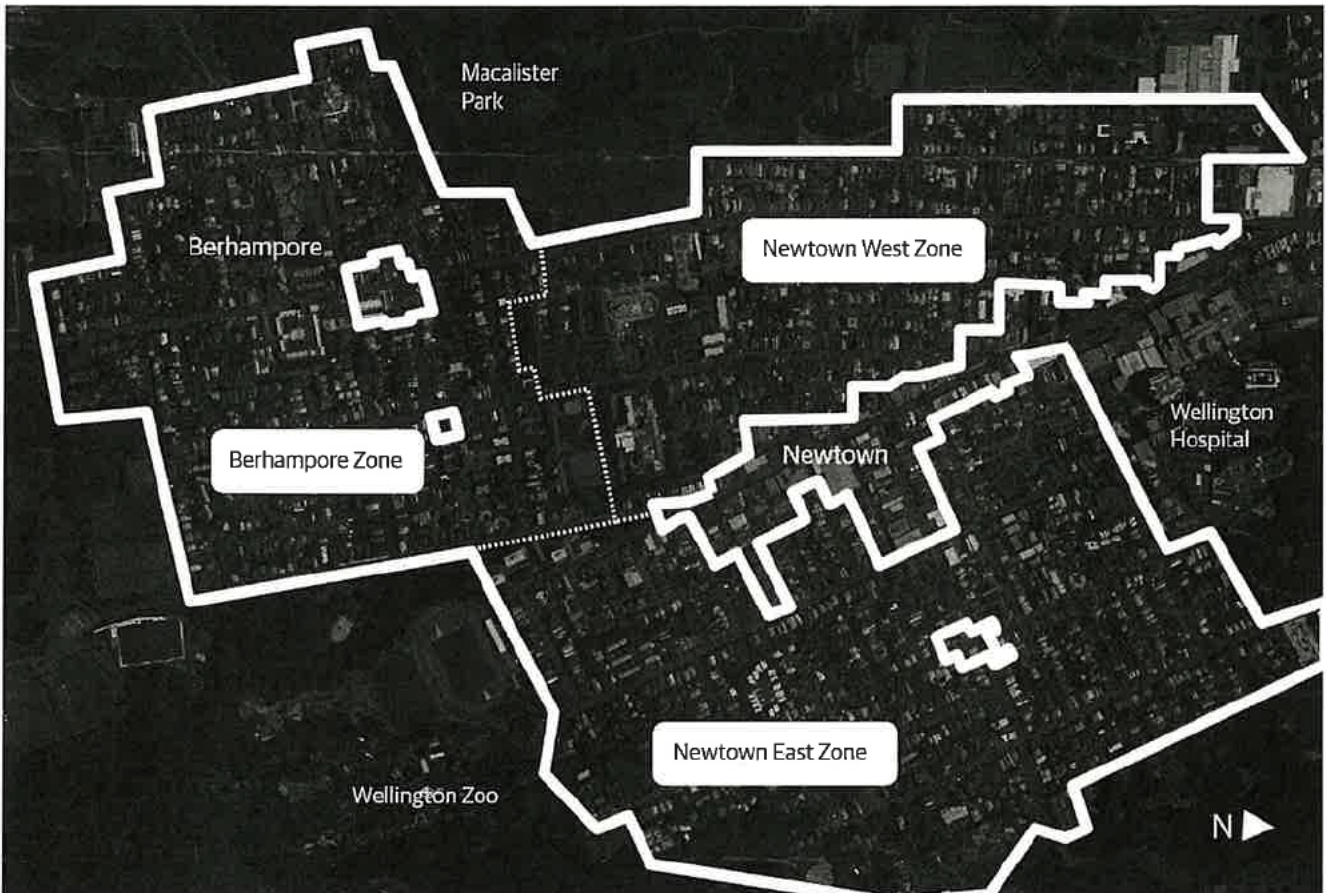 Macalister
Park
Berhampore
Newtown West Zone
Wellington
Hospital
Berhampore Zone
Newtown
Newtown East Zone
Wellington Zoo
N